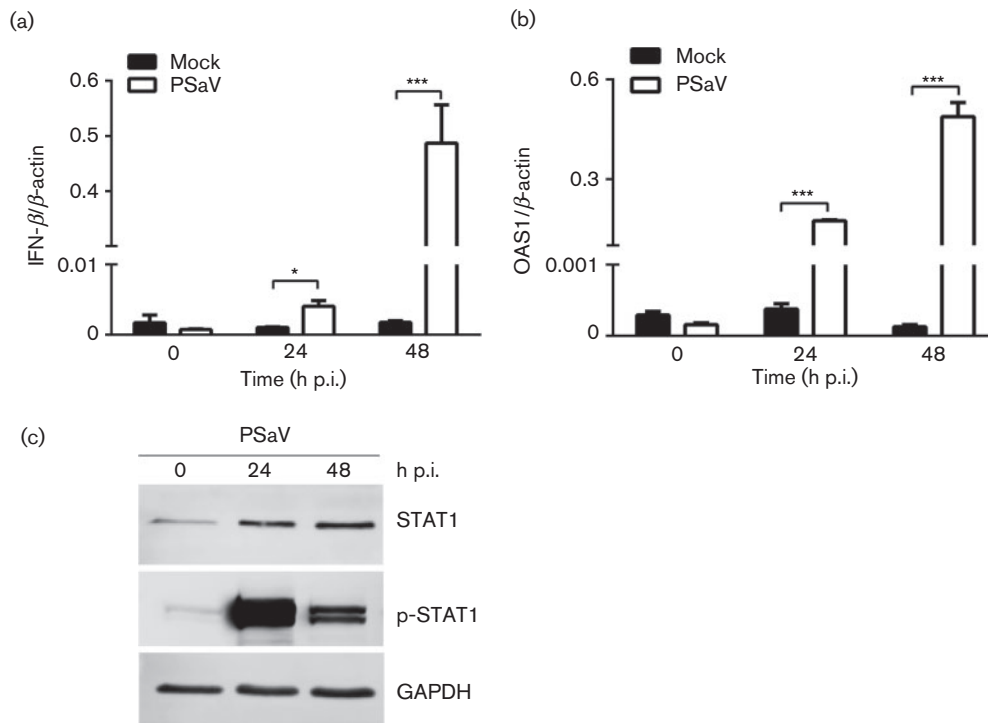 (a)
Mock
PSaV
0.6
0.5
0.4
0.01
0
***
*
IFN-β/β-actin
0 24 48
Time (h p.i.)
(b)
Mock
PSaV
0.6
0.3
0.001
0
***
***
OAS1/β-actin
0 24 48
Time (h p.i.)
(c)
PSaV
0 24 48 h p.i.
STAT1
p-STAT1
GAPDH